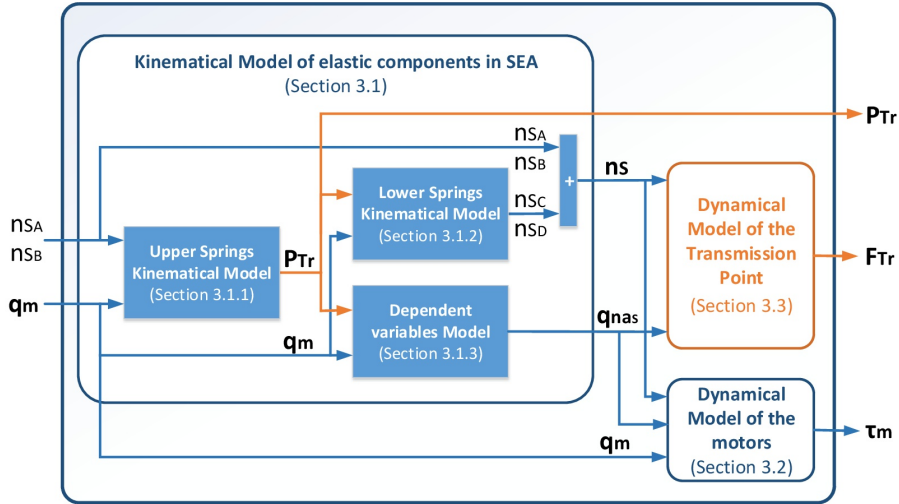 Kinematical Model of elastic components in SEA
(Section 3.1)
PTr
nSA
nSB
nS
+
Lower Springs
Kinematical Model
(Section 3.1.2)
nSC
nSD
Dynamical
Model of the
Transmission
Point
(Section 3.3)
nSA
nSB
Upper Springs
Kinematical Model
(Section 3.1.1)
PTr
FTr
qm
Dependent
variables Model
(Section 3.1.3)
qnas
qm
Dynamical
Model of the
motors
(Section 3.2)
qm
τm